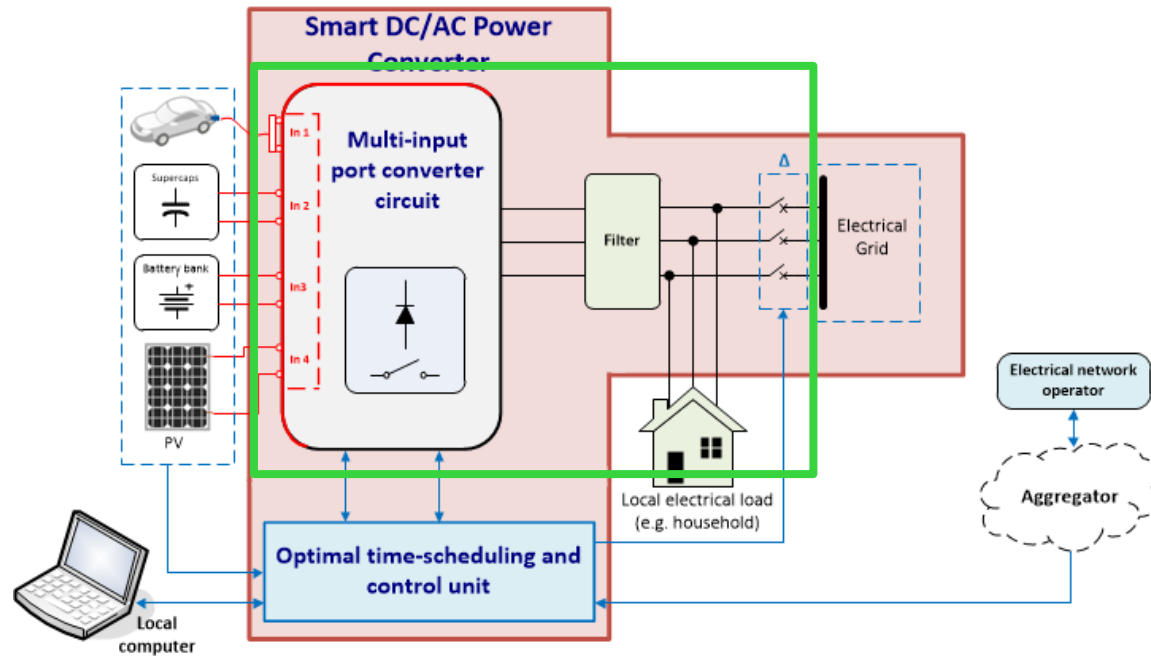 Smart DC/AC Power
Converter
Supercaps
Battery bank
+
PV
In 1
In 2
In3
In 4
Multi-input
port converter
circuit
Filter
Δ
Electrical
Grid
Local electrical load
(e.g. household)
Electrical network
operator
Aggregator
Optimal time-scheduling and
control unit
Local
computer